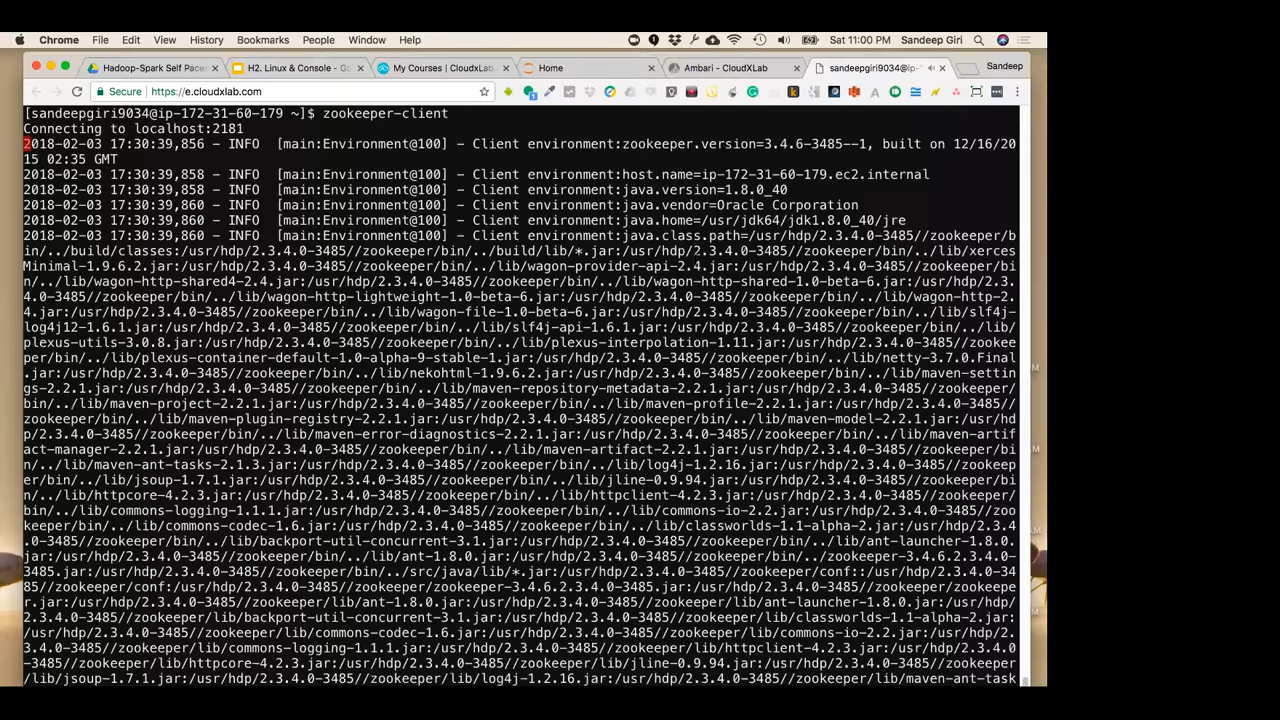 Chrome File Edit View History Bookmarks People Window Help Sat 11:00 PM Sandeep Giri
Hadoop-Spark Self Pace H2. Linux & Console - Go My Courses | CloudxLab Home Ambari - CloudXLab sandeepgiri9034@ip- Sandeep
Secure https://e.cloudxlab.com
[sandeepgiri9034@ip-172-31-60-179 ~]$ zookeeper-client
Connecting to localhost:2181
2018-02-03 17:30:39,856 - INFO [main:Environment@100] - Client environment:zookeeper.version=3.4.6-3485--1, built on 12/16/20
15 02:35 GMT
2018-02-03 17:30:39,858 - INFO [main:Environment@100] - Client environment:host.name=ip-172-31-60-179.ec2.internal
2018-02-03 17:30:39,858 - INFO [main:Environment@100] - Client environment:java.version=1.8.0_40
2018-02-03 17:30:39,860 - INFO [main:Environment@100] - Client environment:java.vendor=Oracle Corporation
2018-02-03 17:30:39,860 - INFO [main:Environment@100] - Client environment:java.home=/usr/jdk64/jdk1.8.0_40/jre
2018-02-03 17:30:39,860 - INFO [main:Environment@100] - Client environment:java.class.path=/usr/hdp/2.3.4.0-3485//zookeeper/b
in/../build/classes:/usr/hdp/2.3.4.0-3485//zookeeper/bin/../build/lib/*.jar:/usr/hdp/2.3.4.0-3485//zookeeper/bin/../lib/xerces
Minimal-1.9.6.2.jar:/usr/hdp/2.3.4.0-3485//zookeeper/bin/../lib/wagon-provider-api-2.4.jar:/usr/hdp/2.3.4.0-3485//zookeeper/bi
n/../lib/wagon-http-shared4-2.4.jar:/usr/hdp/2.3.4.0-3485//zookeeper/bin/../lib/wagon-http-shared-1.0-beta-6.jar:/usr/hdp/2.3.
4.0-3485//zookeeper/bin/../lib/wagon-http-lightweight-1.0-beta-6.jar:/usr/hdp/2.3.4.0-3485//zookeeper/bin/../lib/wagon-http-2.
4.jar:/usr/hdp/2.3.4.0-3485//zookeeper/bin/../lib/wagon-file-1.0-beta-6.jar:/usr/hdp/2.3.4.0-3485//zookeeper/bin/../lib/slf4j-
log4j12-1.6.1.jar:/usr/hdp/2.3.4.0-3485//zookeeper/bin/../lib/slf4j-api-1.6.1.jar:/usr/hdp/2.3.4.0-3485//zookeeper/bin/../lib/
plexus-utils-3.0.8.jar:/usr/hdp/2.3.4.0-3485//zookeeper/bin/../lib/plexus-interpolation-1.11.jar:/usr/hdp/2.3.4.0-3485//zookee
per/bin/../lib/plexus-container-default-1.0-alpha-9-stable-1.jar:/usr/hdp/2.3.4.0-3485//zookeeper/bin/../lib/netty-3.7.0.Final
.jar:/usr/hdp/2.3.4.0-3485//zookeeper/bin/../lib/nekohtml-1.9.6.2.jar:/usr/hdp/2.3.4.0-3485//zookeeper/bin/../lib/maven-settin
gs-2.2.1.jar:/usr/hdp/2.3.4.0-3485//zookeeper/bin/../lib/maven-repository-metadata-2.2.1.jar:/usr/hdp/2.3.4.0-3485//zookeeper/
bin/../lib/maven-project-2.2.1.jar:/usr/hdp/2.3.4.0-3485//zookeeper/bin/../lib/maven-profile-2.2.1.jar:/usr/hdp/2.3.4.0-3485//
zookeeper/bin/../lib/maven-plugin-registry-2.2.1.jar:/usr/hdp/2.3.4.0-3485//zookeeper/bin/../lib/maven-model-2.2.1.jar:/usr/hd
p/2.3.4.0-3485//zookeeper/bin/../lib/maven-error-diagnostics-2.2.1.jar:/usr/hdp/2.3.4.0-3485//zookeeper/bin/../lib/maven-artif
act-manager-2.2.1.jar:/usr/hdp/2.3.4.0-3485//zookeeper/bin/../lib/maven-artifact-2.2.1.jar:/usr/hdp/2.3.4.0-3485//zookeeper/bi
n/../lib/maven-ant-tasks-2.1.3.jar:/usr/hdp/2.3.4.0-3485//zookeeper/bin/../lib/log4j-1.2.16.jar:/usr/hdp/2.3.4.0-3485//zookeep
er/bin/../lib/jsoup-1.7.1.jar:/usr/hdp/2.3.4.0-3485//zookeeper/bin/../lib/jline-0.9.94.jar:/usr/hdp/2.3.4.0-3485//zookeeper/bi
n/../lib/httpcore-4.2.3.jar:/usr/hdp/2.3.4.0-3485//zookeeper/bin/../lib/httpclient-4.2.3.jar:/usr/hdp/2.3.4.0-3485//zookeeper/
bin/../lib/commons-logging-1.1.1.jar:/usr/hdp/2.3.4.0-3485//zookeeper/bin/../lib/commons-io-2.2.jar:/usr/hdp/2.3.4.0-3485//zoo
keeper/bin/../lib/commons-codec-1.6.jar:/usr/hdp/2.3.4.0-3485//zookeeper/bin/../lib/classworlds-1.1-alpha-2.jar:/usr/hdp/2.3.4
.0-3485//zookeeper/bin/../lib/backport-util-concurrent-3.1.jar:/usr/hdp/2.3.4.0-3485//zookeeper/bin/../lib/ant-launcher-1.8.0.
jar:/usr/hdp/2.3.4.0-3485//zookeeper/bin/../lib/ant-1.8.0.jar:/usr/hdp/2.3.4.0-3485//zookeeper/bin/../zookeeper-3.4.6.2.3.4.0-
3485.jar:/usr/hdp/2.3.4.0-3485//zookeeper/bin/../src/java/lib/*.jar:/usr/hdp/2.3.4.0-3485//zookeeper/conf::/usr/hdp/2.3.4.0-34
85//zookeeper/conf:/usr/hdp/2.3.4.0-3485//zookeeper/zookeeper-3.4.6.2.3.4.0-3485.jar:/usr/hdp/2.3.4.0-3485//zookeeper/zookeepe
r.jar:/usr/hdp/2.3.4.0-3485//zookeeper/lib/ant-1.8.0.jar:/usr/hdp/2.3.4.0-3485//zookeeper/lib/ant-launcher-1.8.0.jar:/usr/hdp/
2.3.4.0-3485//zookeeper/lib/backport-util-concurrent-3.1.jar:/usr/hdp/2.3.4.0-3485//zookeeper/lib/classworlds-1.1-alpha-2.jar:
/usr/hdp/2.3.4.0-3485//zookeeper/lib/commons-codec-1.6.jar:/usr/hdp/2.3.4.0-3485//zookeeper/lib/commons-io-2.2.jar:/usr/hdp/2.
3.4.0-3485//zookeeper/lib/commons-logging-1.1.1.jar:/usr/hdp/2.3.4.0-3485//zookeeper/lib/httpclient-4.2.3.jar:/usr/hdp/2.3.4.0
-3485//zookeeper/lib/httpcore-4.2.3.jar:/usr/hdp/2.3.4.0-3485//zookeeper/lib/jline-0.9.94.jar:/usr/hdp/2.3.4.0-3485//zookeeper
/lib/jsoup-1.7.1.jar:/usr/hdp/2.3.4.0-3485//zookeeper/lib/log4j-1.2.16.jar:/usr/hdp/2.3.4.0-3485//zookeeper/lib/maven-ant-task